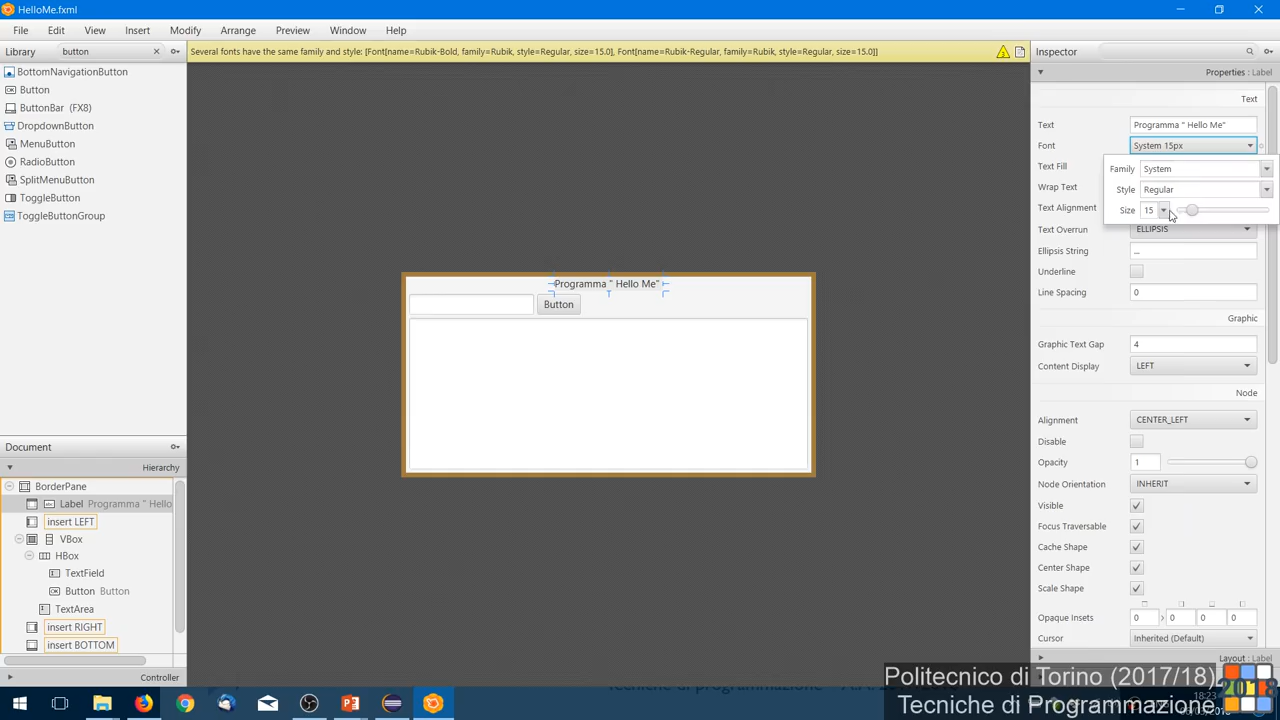 HelloMe.fxml
File Edit View Insert Modify Arrange Preview Window Help
Library button
Several fonts have the same family and style: [Font[name=Rubik-Bold, family=Rubik, style=Regular, size=15.0], Font[name=Rubik-Regular, family=Rubik, style=Regular, size=15.0]]
BottomNavigationButton
Button
ButtonBar (FX8)
DropdownButton
MenuButton
RadioButton
SplitMenuButton
ToggleButton
ToggleButtonGroup
Document
Hierarchy
BorderPane
Label Programma " Hello
insert LEFT
VBox
HBox
TextField
Button Button
TextArea
insert RIGHT
insert BOTTOM
Controller
Programma " Hello Me"
Button
Inspector
Properties : Label
Text
Text Programma " Hello Me"
Font System 15px
Text Fill
Family System
Wrap Text
Style Regular
Text Alignment
Size 15
Text Overrun ELLIPSIS
Ellipsis String ...
Underline
Line Spacing 0
Graphic
Graphic Text Gap 4
Content Display LEFT
Node
Alignment CENTER_LEFT
Disable
Opacity 1
Node Orientation INHERIT
Visible
Focus Traversable
Cache Shape
Center Shape
Scale Shape
Opaque Insets 0 0 0 0
Cursor Inherited (Default)
Layout : Label
Politecnico di Torino (2017/18)
Tecniche di Programmazione
2018
18:23